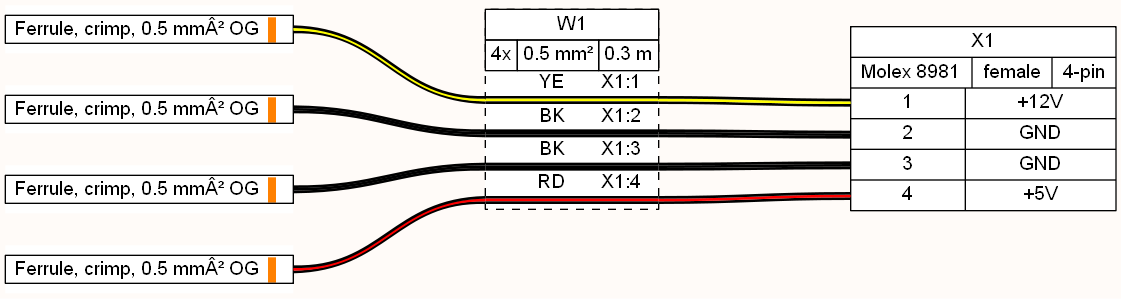 Ferrule, crimp, 0.5 mmÂ² OG
Ferrule, crimp, 0.5 mmÂ² OG
Ferrule, crimp, 0.5 mmÂ² OG
Ferrule, crimp, 0.5 mmÂ² OG
W1
4x 0.5 mm² 0.3 m
YE X1:1
BK X1:2
BK X1:3
RD X1:4
X1
Molex 8981 female 4-pin
1 +12V
2 GND
3 GND
4 +5V